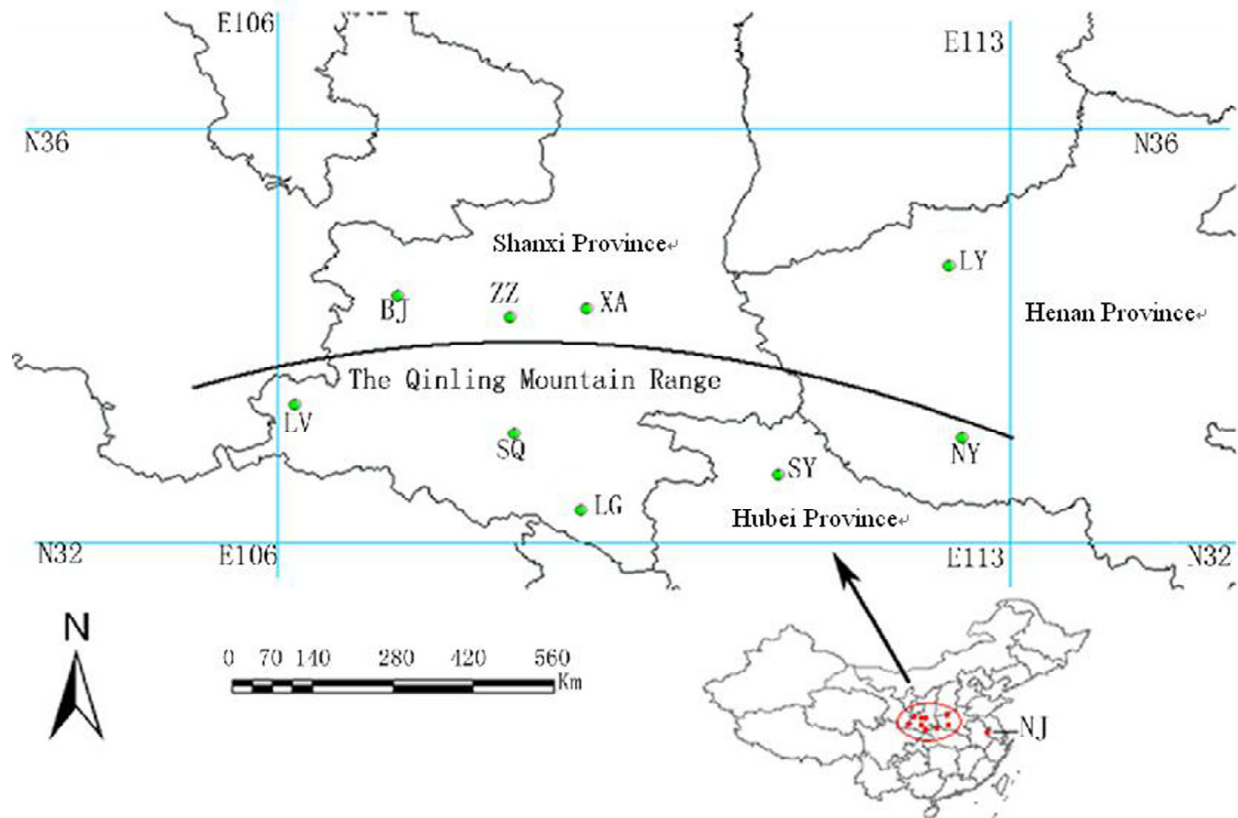 E106
E113
N36
N36
Shanxi Province↵
LY
BJ
ZZ
XA
Henan Province↵
The Qinling Mountain Range
LV
SQ
NY
SY
LG
Hubei Province↵
N32
E106
E113
N32
N
0 70 140 280 420 560
Km
NJ